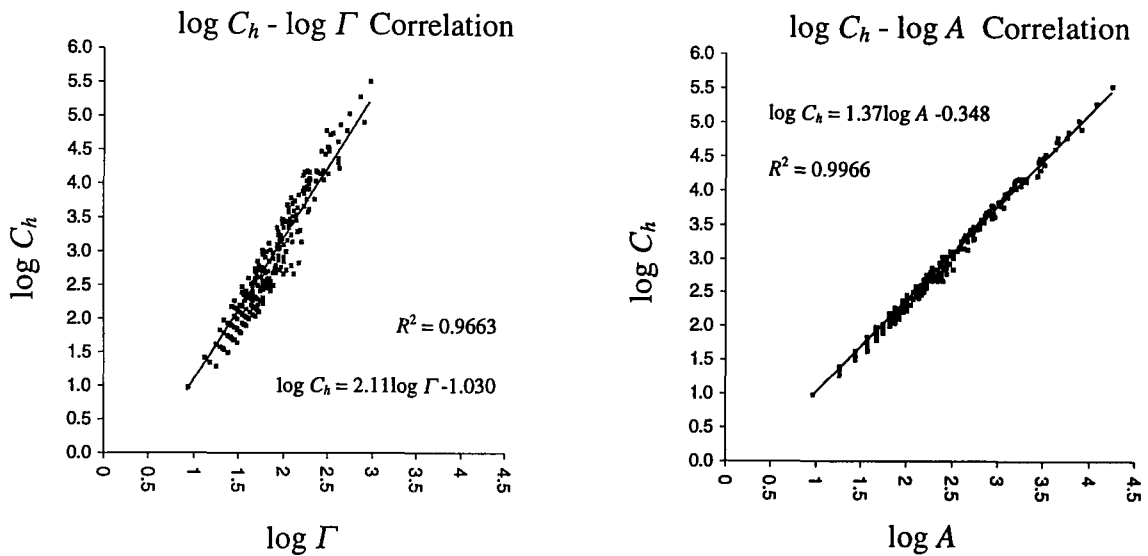 log C_h - log Γ Correlation
6.0
5.5
5.0
4.5
4.0
3.5
3.0
2.5
2.0
1.5
1.0
0.5
0.0
log C_h
R² = 0.9663
log C_h = 2.11log Γ -1.030
0 0.5 1 1.5 2 2.5 3 3.5 4 4.5
log Γ
log C_h - log A Correlation
6.0
5.5
5.0
4.5
4.0
3.5
3.0
2.5
2.0
1.5
1.0
0.5
0.0
log C_h
log C_h = 1.37log A -0.348
R² = 0.9966
0 0.5 1 1.5 2 2.5 3 3.5 4 4.5
log A